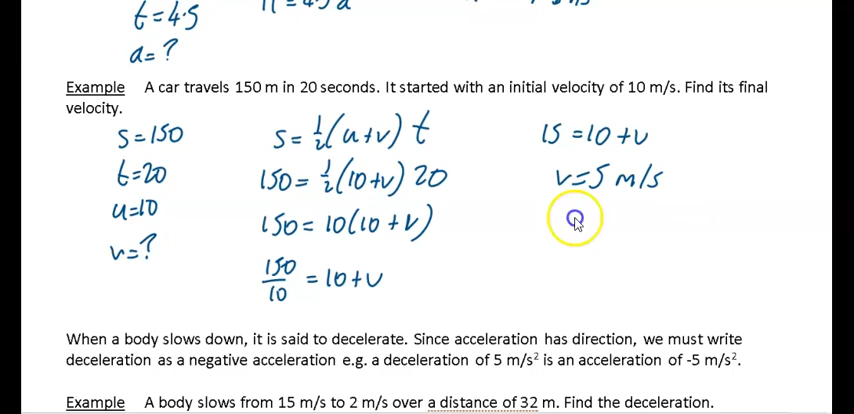 t=4.5
a=?
Example A car travels 150 m in 20 seconds. It started with an initial velocity of 10 m/s. Find its final
velocity.
s=150
t=20
u=10
v=?
s=½(u+v) t
150=½(10+v) 20
150=10(10+v)
150/10 =10+v
15=10+v
v=5 m/s
When a body slows down, it is said to decelerate. Since acceleration has direction, we must write
deceleration as a negative acceleration e.g. a deceleration of 5 m/s² is an acceleration of -5 m/s².
Example A body slows from 15 m/s to 2 m/s over a distance of 32 m. Find the deceleration.